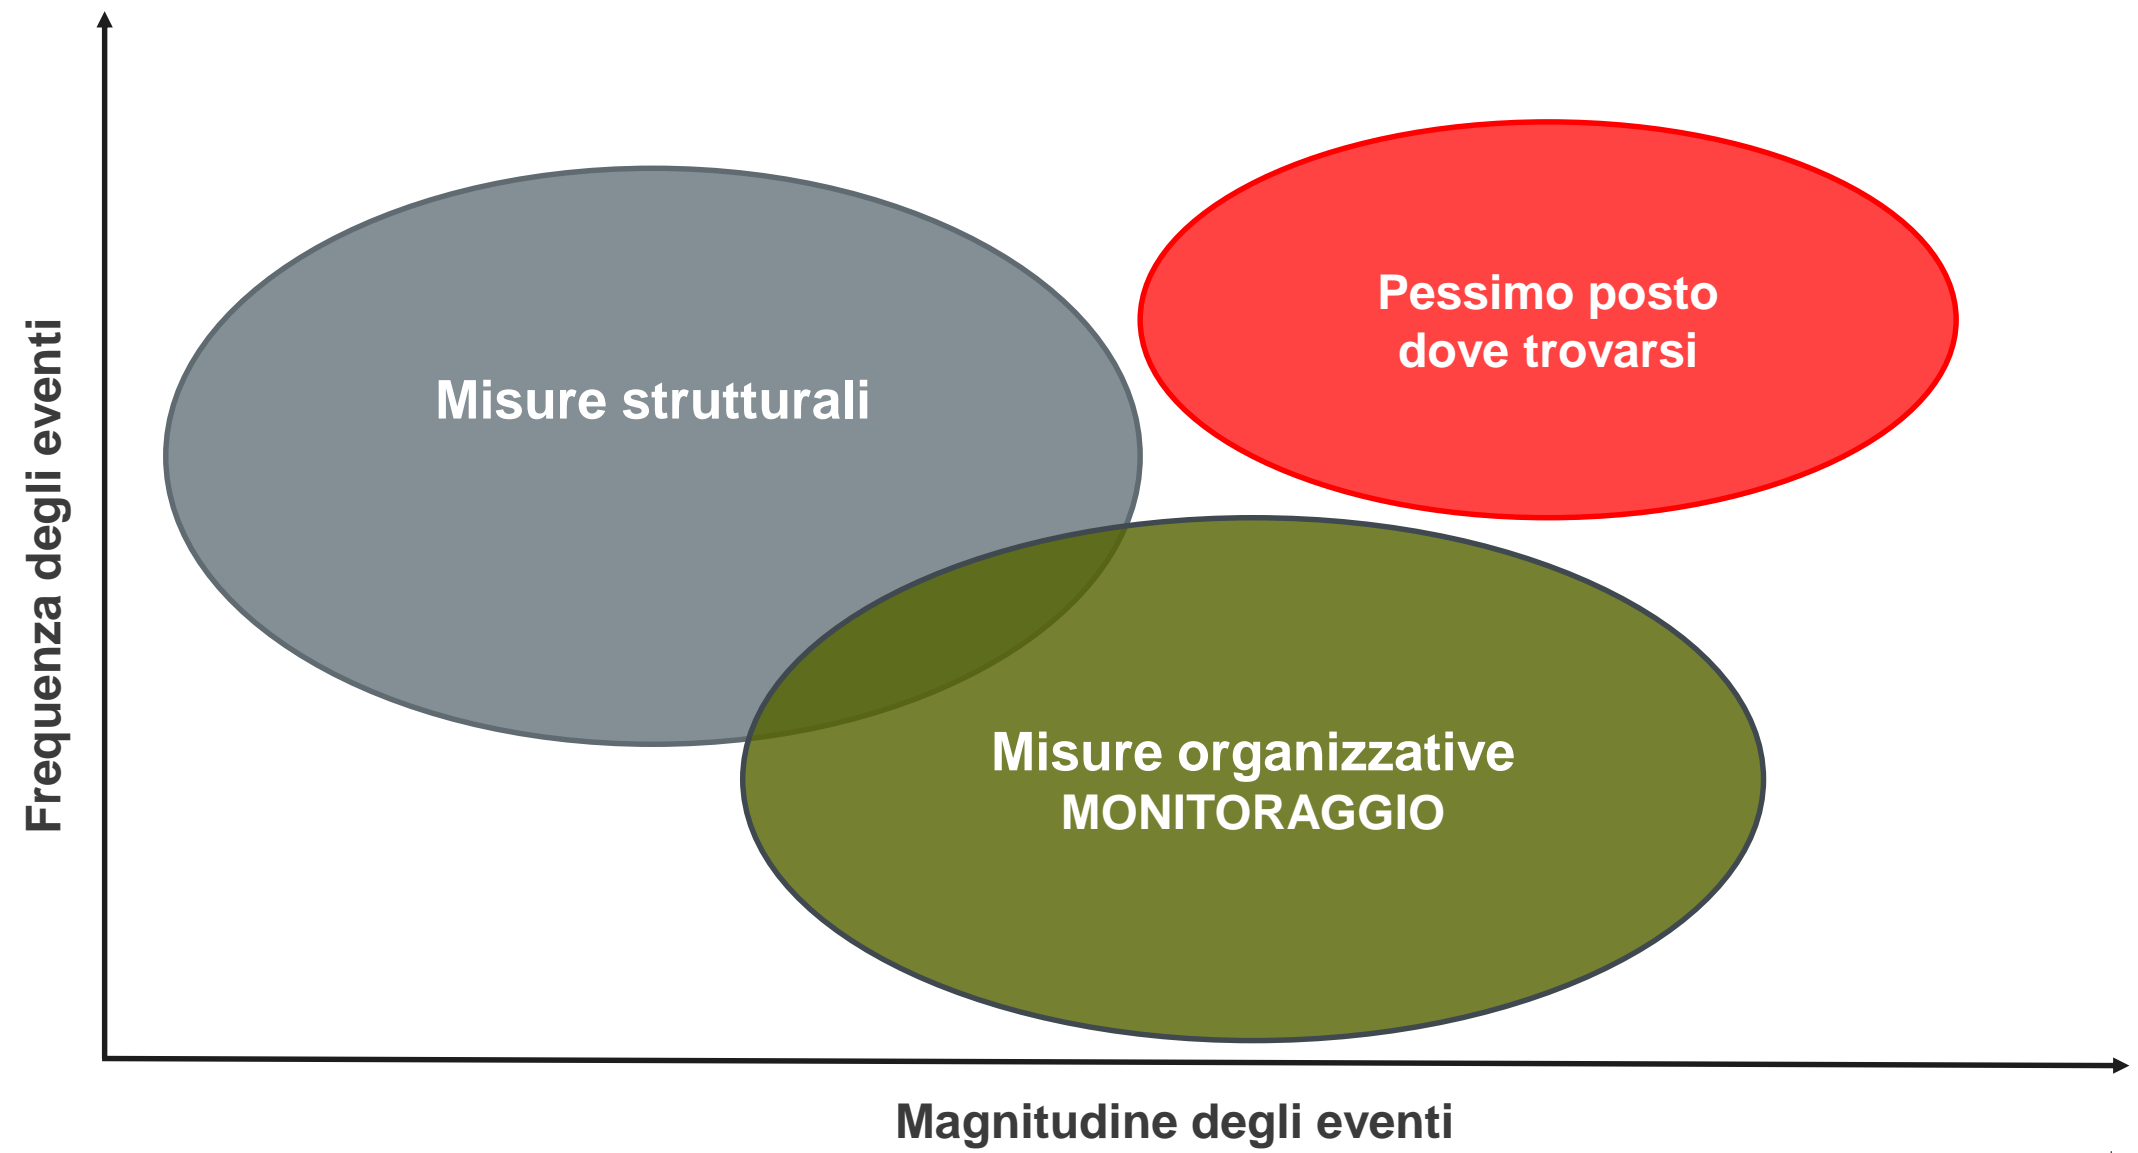 Frequenza degli eventi
Misure strutturali
Pessimo posto
dove trovarsi
Misure organizzative
MONITORAGGIO
Magnitudine degli eventi